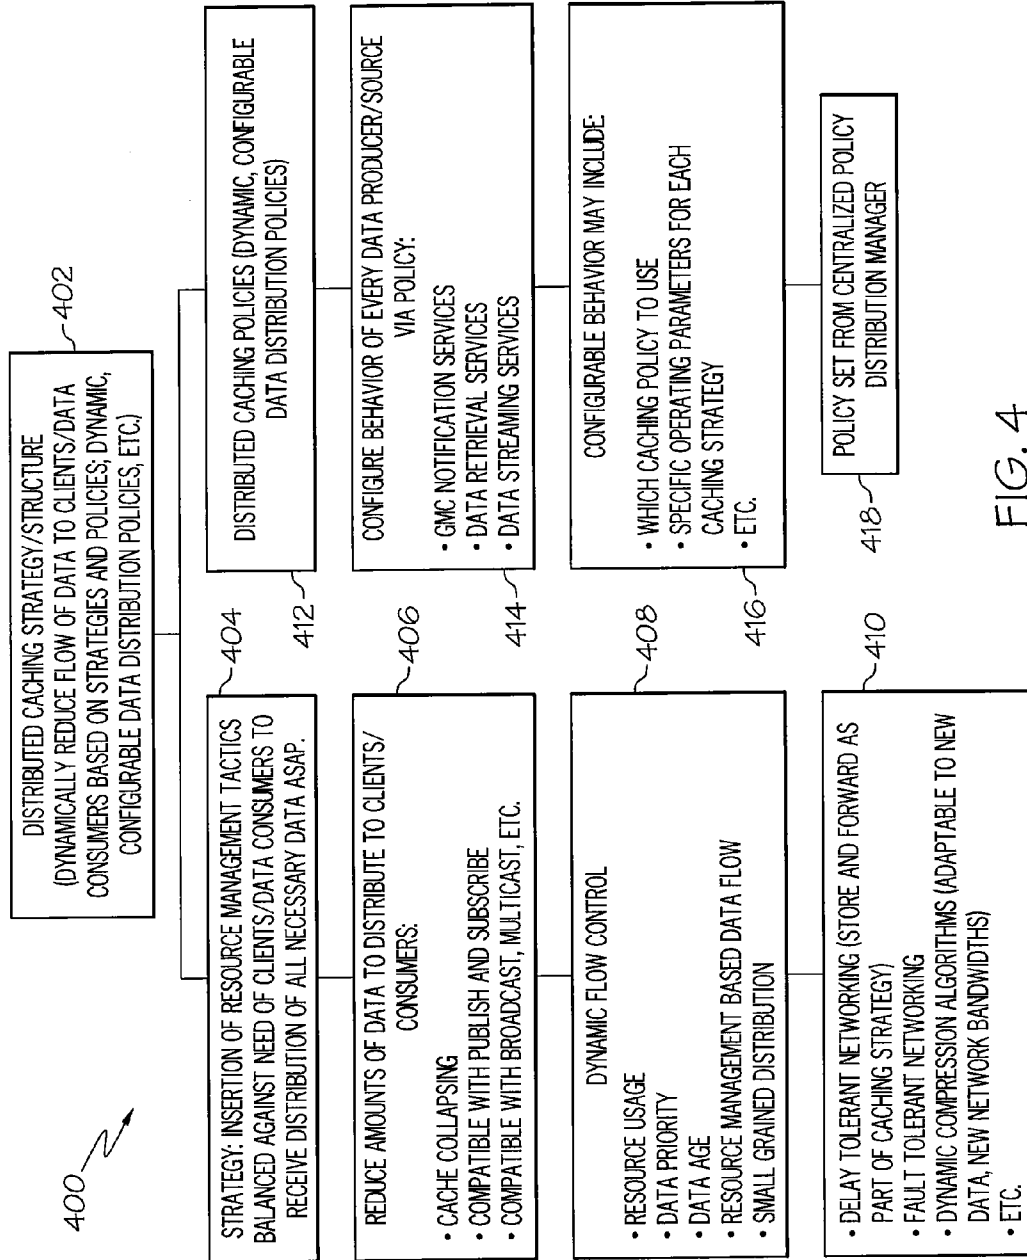 400
DISTRIBUTED CACHING STRATEGY/STRUCTURE
(DYNAMICALLY REDUCE FLOW OF DATA TO CLIENTS/DATA
CONSUMERS BASED ON STRATEGIES AND POLICIES; DYNAMIC,
CONFIGURABLE DATA DISTRIBUTION POLICIES, ETC.)
402
STRATEGY: INSERTION OF RESOURCE MANAGEMENT TACTICS
BALANCED AGAINST NEED OF CLIENTS/DATA CONSUMERS TO
RECEIVE DISTRIBUTION OF ALL NECESSARY DATA ASAP.
404
REDUCE AMOUNTS OF DATA TO DISTRIBUTE TO CLIENTS/
CONSUMERS:
• CACHE COLLAPSING
• COMPATIBLE WITH PUBLISH AND SUBSCRIBE
• COMPATIBLE WITH BROADCAST, MULTICAST, ETC.
406
DYNAMIC FLOW CONTROL
• RESOURCE USAGE
• DATA PRIORITY
• DATA AGE
• RESOURCE MANAGEMENT BASED DATA FLOW
• SMALL GRAINED DISTRIBUTION
408
• DELAY TOLERANT NETWORKING (STORE AND FORWARD AS
PART OF CACHING STRATEGY)
• FAULT TOLERANT NETWORKING
• DYNAMIC COMPRESSION ALGORITHMS (ADAPTABLE TO NEW
DATA, NEW NETWORK BANDWIDTHS)
• ETC.
410
DISTRIBUTED CACHING POLICIES (DYNAMIC, CONFIGURABLE
DATA DISTRIBUTION POLICIES)
412
CONFIGURE BEHAVIOR OF EVERY DATA PRODUCER/SOURCE
VIA POLICY:
• GMC NOTIFICATION SERVICES
• DATA RETRIEVAL SERVICES
• DATA STREAMING SERVICES
414
CONFIGURABLE BEHAVIOR MAY INCLUDE:
• WHICH CACHING POLICY TO USE
• SPECIFIC OPERATING PARAMETERS FOR EACH
CACHING STRATEGY
• ETC.
416
POLICY SET FROM CENTRALIZED POLICY
DISTRIBUTION MANAGER
418
FIG. 4